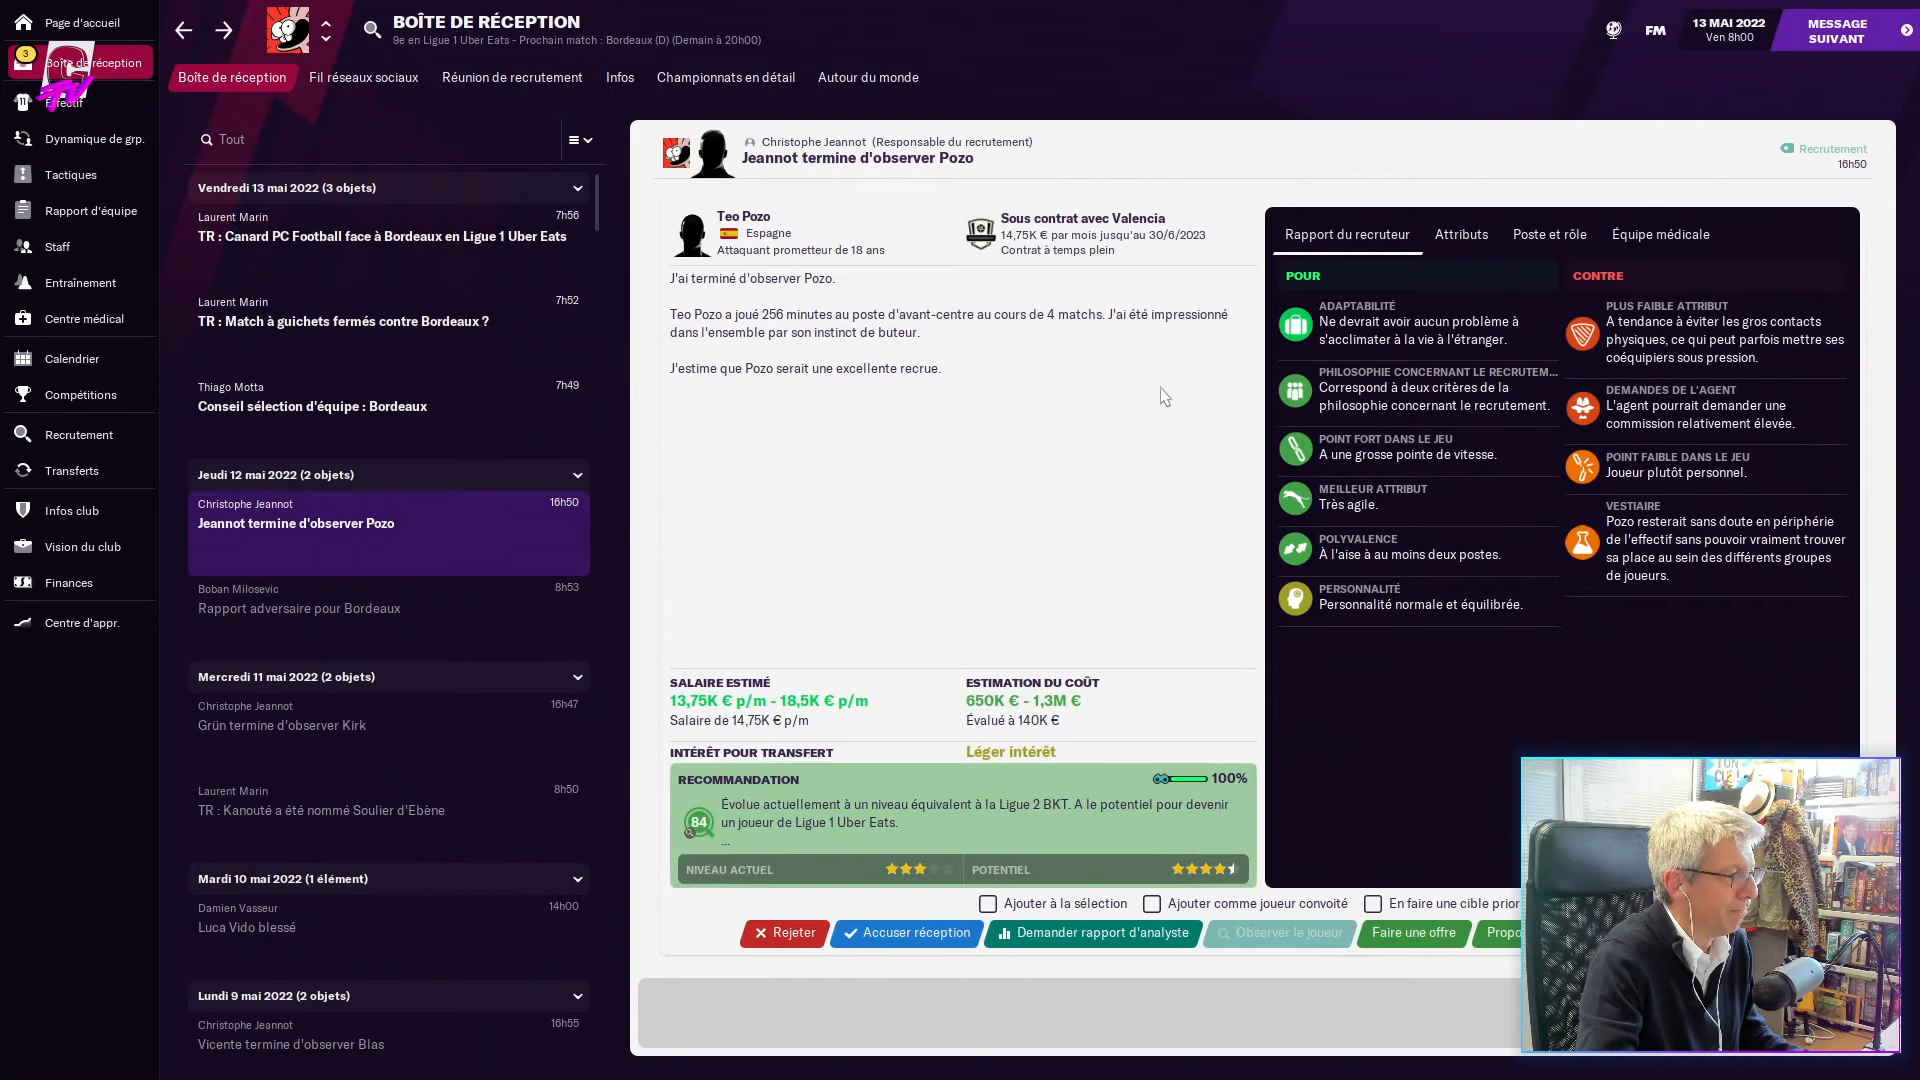 Page d'accueil
3
Boîte de réception
Effectif
Dynamique de grp.
Tactiques
Rapport d'équipe
Staff
Entraînement
Centre médical
Calendrier
Compétitions
Recrutement
Transferts
Infos club
Vision du club
Finances
Centre d'appr.
TV
BOÎTE DE RÉCEPTION
9e en Ligue 1 Uber Eats - Prochain match : Bordeaux (D) (Demain à 20h00)
FM
13 MAI 2022
Ven 8h00
MESSAGE
SUIVANT
Boîte de réception
Fil réseaux sociaux
Réunion de recrutement
Infos
Championnats en détail
Autour du monde
Tout
Vendredi 13 mai 2022 (3 objets)
Laurent Marin 7h56
TR : Canard PC Football face à Bordeaux en Ligue 1 Uber Eats
Laurent Marin 7h52
TR : Match à guichets fermés contre Bordeaux ?
Thiago Motta 7h49
Conseil sélection d'équipe : Bordeaux
Jeudi 12 mai 2022 (2 objets)
Christophe Jeannot 16h50
Jeannot termine d'observer Pozo
Boban Milosevic 8h53
Rapport adversaire pour Bordeaux
Mercredi 11 mai 2022 (2 objets)
Christophe Jeannot 16h47
Grün termine d'observer Kirk
Laurent Marin 8h50
TR : Kanouté a été nommé Soulier d'Ebène
Mardi 10 mai 2022 (1 élément)
Damien Vasseur 14h00
Luca Vido blessé
Lundi 9 mai 2022 (2 objets)
Christophe Jeannot 16h55
Vicente termine d'observer Blas
Christophe Jeannot (Responsable du recrutement)
Jeannot termine d'observer Pozo
Recrutement
16h50
Teo Pozo
Espagne
Attaquant prometteur de 18 ans
Sous contrat avec Valencia
14,75K € par mois jusqu'au 30/6/2023
Contrat à temps plein
J'ai terminé d'observer Pozo.
Teo Pozo a joué 256 minutes au poste d'avant-centre au cours de 4 matchs. J'ai été impressionné
dans l'ensemble par son instinct de buteur.
J'estime que Pozo serait une excellente recrue.
SALAIRE ESTIMÉ
13,75K € p/m - 18,5K € p/m
Salaire de 14,75K € p/m
ESTIMATION DU COÛT
650K € - 1,3M €
Évalué à 140K €
INTÉRÊT POUR TRANSFERT
Léger intérêt
RECOMMANDATION
100%
84
Évolue actuellement à un niveau équivalent à la Ligue 2 BKT. A le potentiel pour devenir
un joueur de Ligue 1 Uber Eats.
...
NIVEAU ACTUEL
POTENTIEL
Rapport du recruteur
Attributs
Poste et rôle
Équipe médicale
POUR
ADAPTABILITÉ
Ne devrait avoir aucun problème à
s'acclimater à la vie à l'étranger.
PHILOSOPHIE CONCERNANT LE RECRUTEM...
Correspond à deux critères de la
philosophie concernant le recrutement.
POINT FORT DANS LE JEU
A une grosse pointe de vitesse.
MEILLEUR ATTRIBUT
Très agile.
POLYVALENCE
À l'aise à au moins deux postes.
PERSONNALITÉ
Personnalité normale et équilibrée.
CONTRE
PLUS FAIBLE ATTRIBUT
A tendance à éviter les gros contacts
physiques, ce qui peut parfois mettre ses
coéquipiers sous pression.
DEMANDES DE L'AGENT
L'agent pourrait demander une
commission relativement élevée.
POINT FAIBLE DANS LE JEU
Joueur plutôt personnel.
VESTIAIRE
Pozo resterait sans doute en périphérie
de l'effectif sans pouvoir vraiment trouver
sa place au sein des différents groupes
de joueurs.
Ajouter à la sélection
Ajouter comme joueur convoité
En faire une cible prior
Rejeter
Accuser réception
Demander rapport d'analyste
Observer le joueur
Faire une offre
Propo